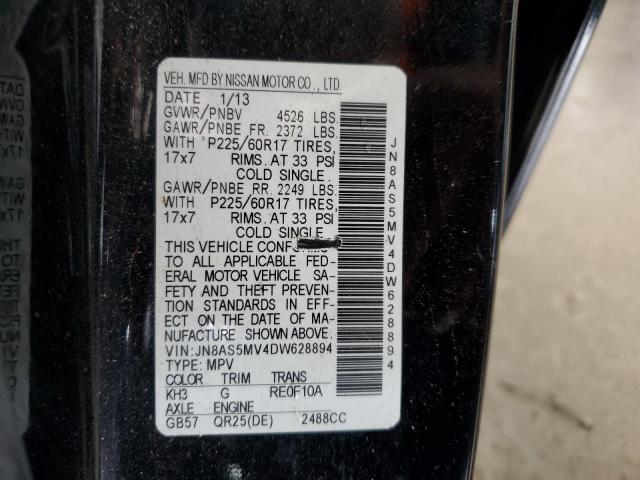 VEH. MFD BY NISSAN MOTOR CO., LTD.
DATE 1/13
GVWR/PNBV 4526 LBS.
GAWR/PNBE FR. 2372 LBS.
WITH P225/60R17 TIRES,
17x7 RIMS. AT 33 PSI
COLD SINGLE.
GAWR/PNBE RR. 2249 LBS.
WITH P225/60R17 TIRES,
17x7 RIMS. AT 33 PSI
COLD SINGLE
THIS VEHICLE CONFORMS
TO ALL APPLICABLE FED-
ERAL MOTOR VEHICLE SA-
FETY AND THEFT PREVEN-
TION STANDARDS IN EFF-
ECT ON THE DATE OF MA-
NUFACTURE SHOWN ABOVE.
VIN:JN8AS5MV4DW628894
TYPE: MPV
COLOR TRIM TRANS
KH3 G RE0F10A
AXLE ENGINE
GB57 QR25(DE) 2488CC
JN8AS5MV4DW628894